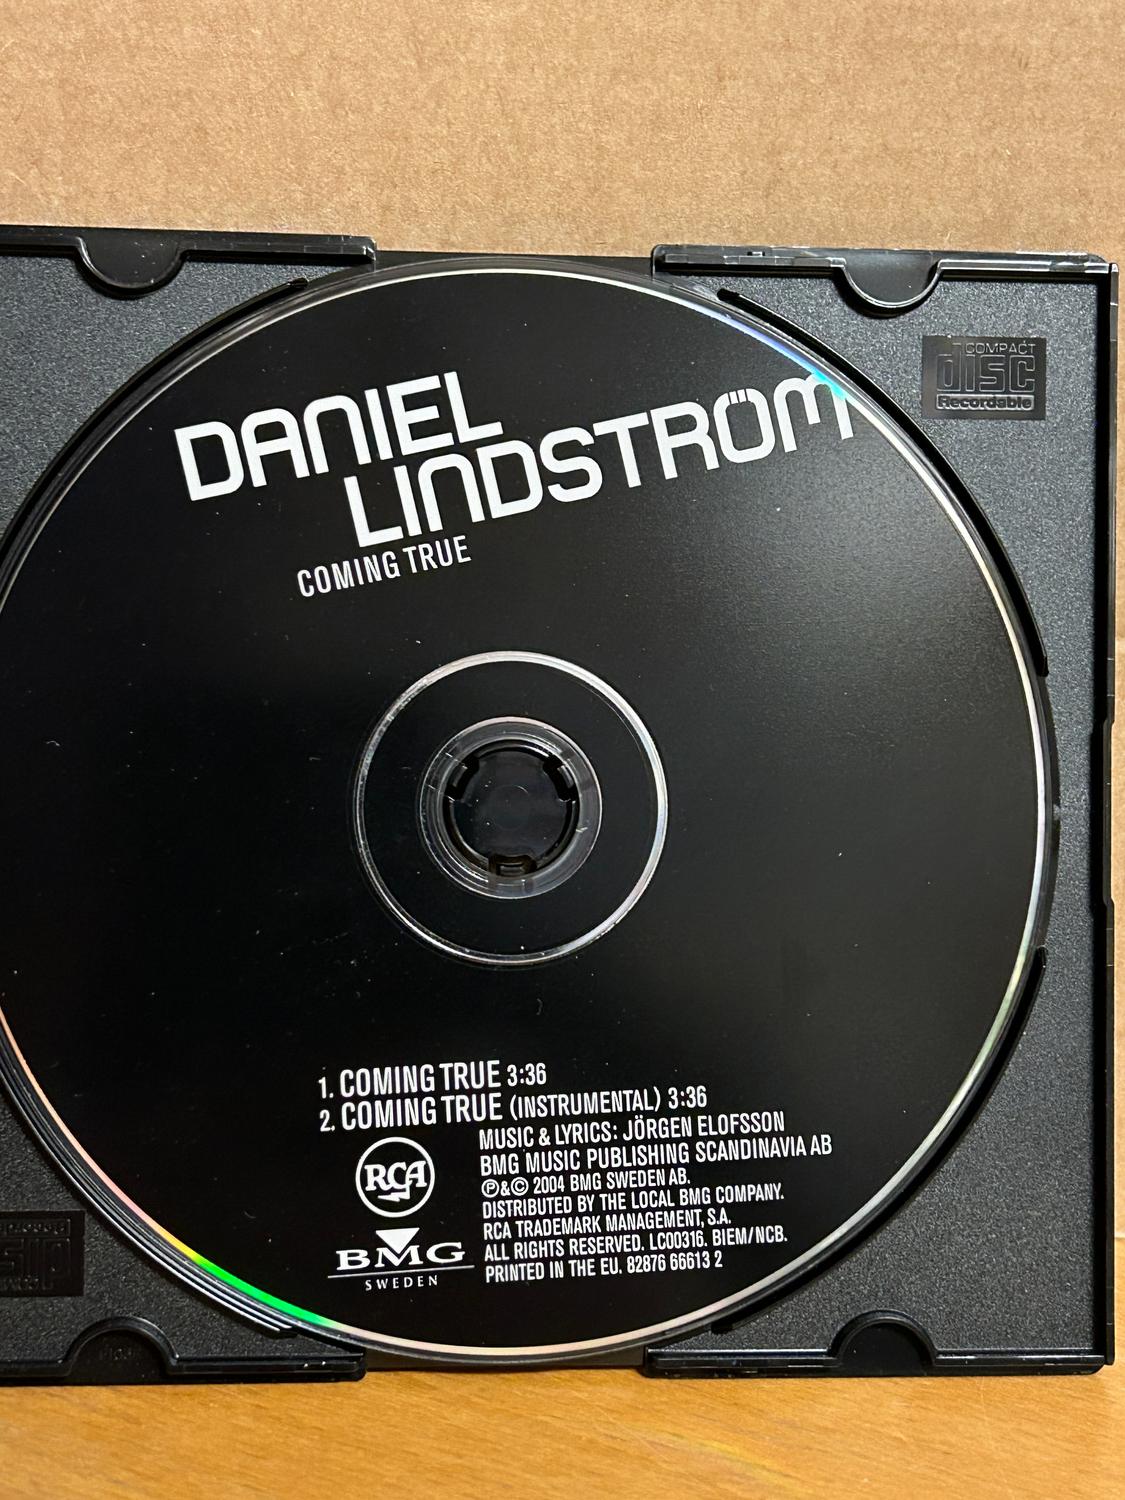 COMPACT
disc
Recordable
DANIEL
LINDSTRÖM
COMING TRUE
1. COMING TRUE 3:36
2. COMING TRUE (INSTRUMENTAL) 3:36
MUSIC & LYRICS: JÖRGEN ELOFSSON
BMG MUSIC PUBLISHING SCANDINAVIA AB
℗&© 2004 BMG SWEDEN AB.
DISTRIBUTED BY THE LOCAL BMG COMPANY.
RCA TRADEMARK MANAGEMENT, S.A.
ALL RIGHTS RESERVED. LC00316. BIEM/NCB.
PRINTED IN THE EU. 82876 66613 2
RCA
BMG
SWEDEN